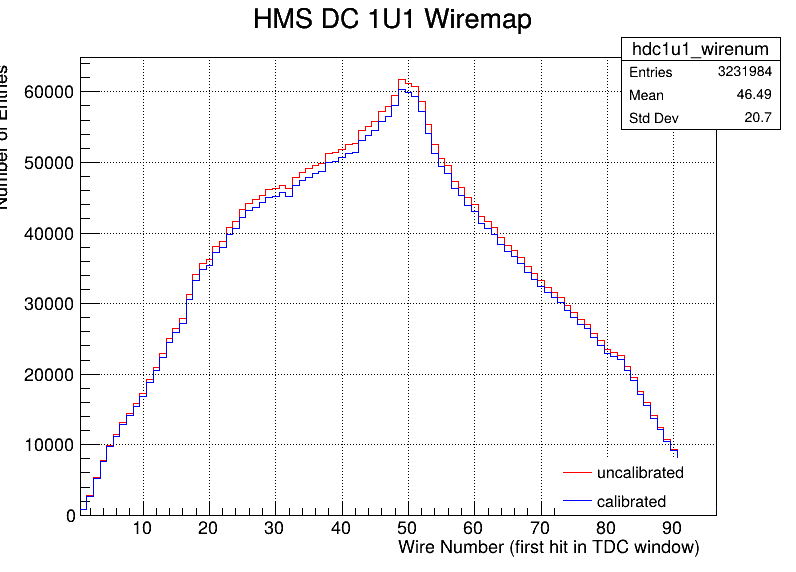 HMS DC 1U1 Wiremap
hdc1u1_wirenum
Entries 3231984
Mean 46.49
Std Dev 20.7
Number of Entries
60000
50000
40000
30000
20000
10000
0
uncalibrated
calibrated
10 20 30 40 50 60 70 80 90
Wire Number (first hit in TDC window)